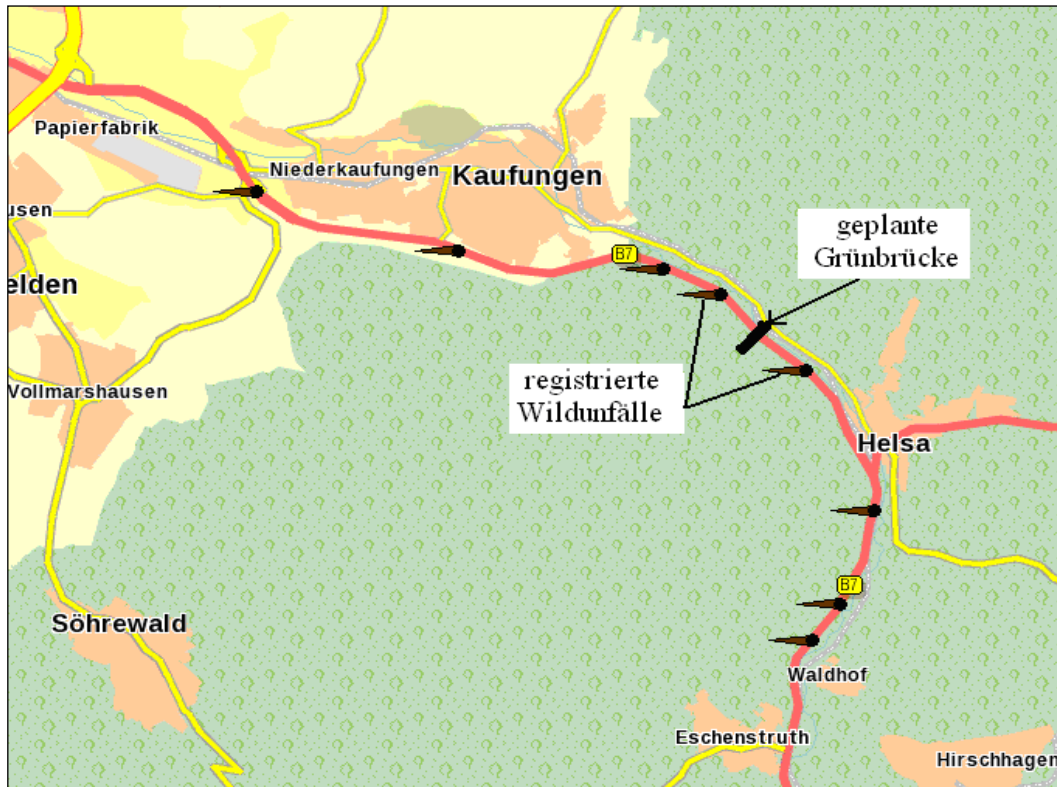 Papierfabrik
Niederkaufungen
Kaufungen
usen
geplante
Grünbrücke
B7
elden
registrierte
Wildunfälle
Vollmarshausen
Helsa
B7
Söhrewald
Waldhof
Eschenstruth
Hirschhagen